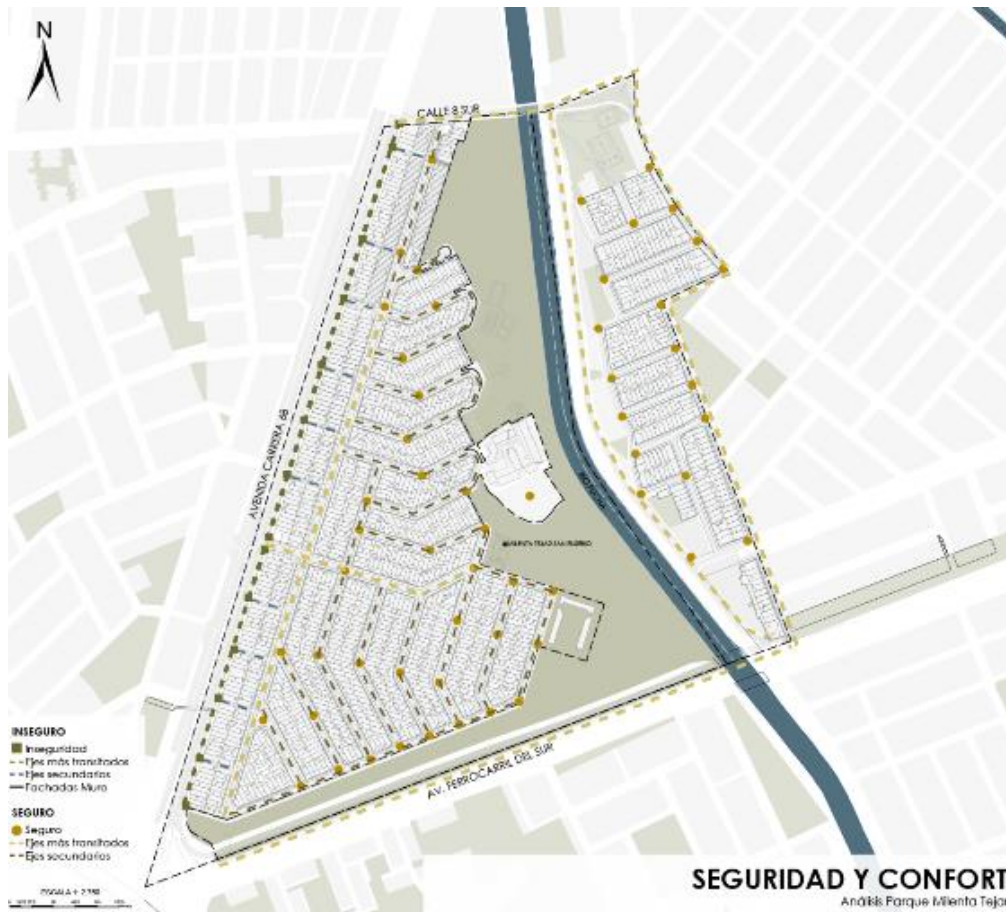 N
CALLE 8 SUR
AVENIDA CARRERA 68
AV. FERROCARRIL DEL SUR
INSEGURO
Inseguridad
Ejes más transitados
Ejes secundarios
Fachadas Muro
SEGURO
Seguro
Ejes más transitados
Ejes secundarios
SEGURIDAD Y CONFORT
Análisis Parque Milenta Tejar